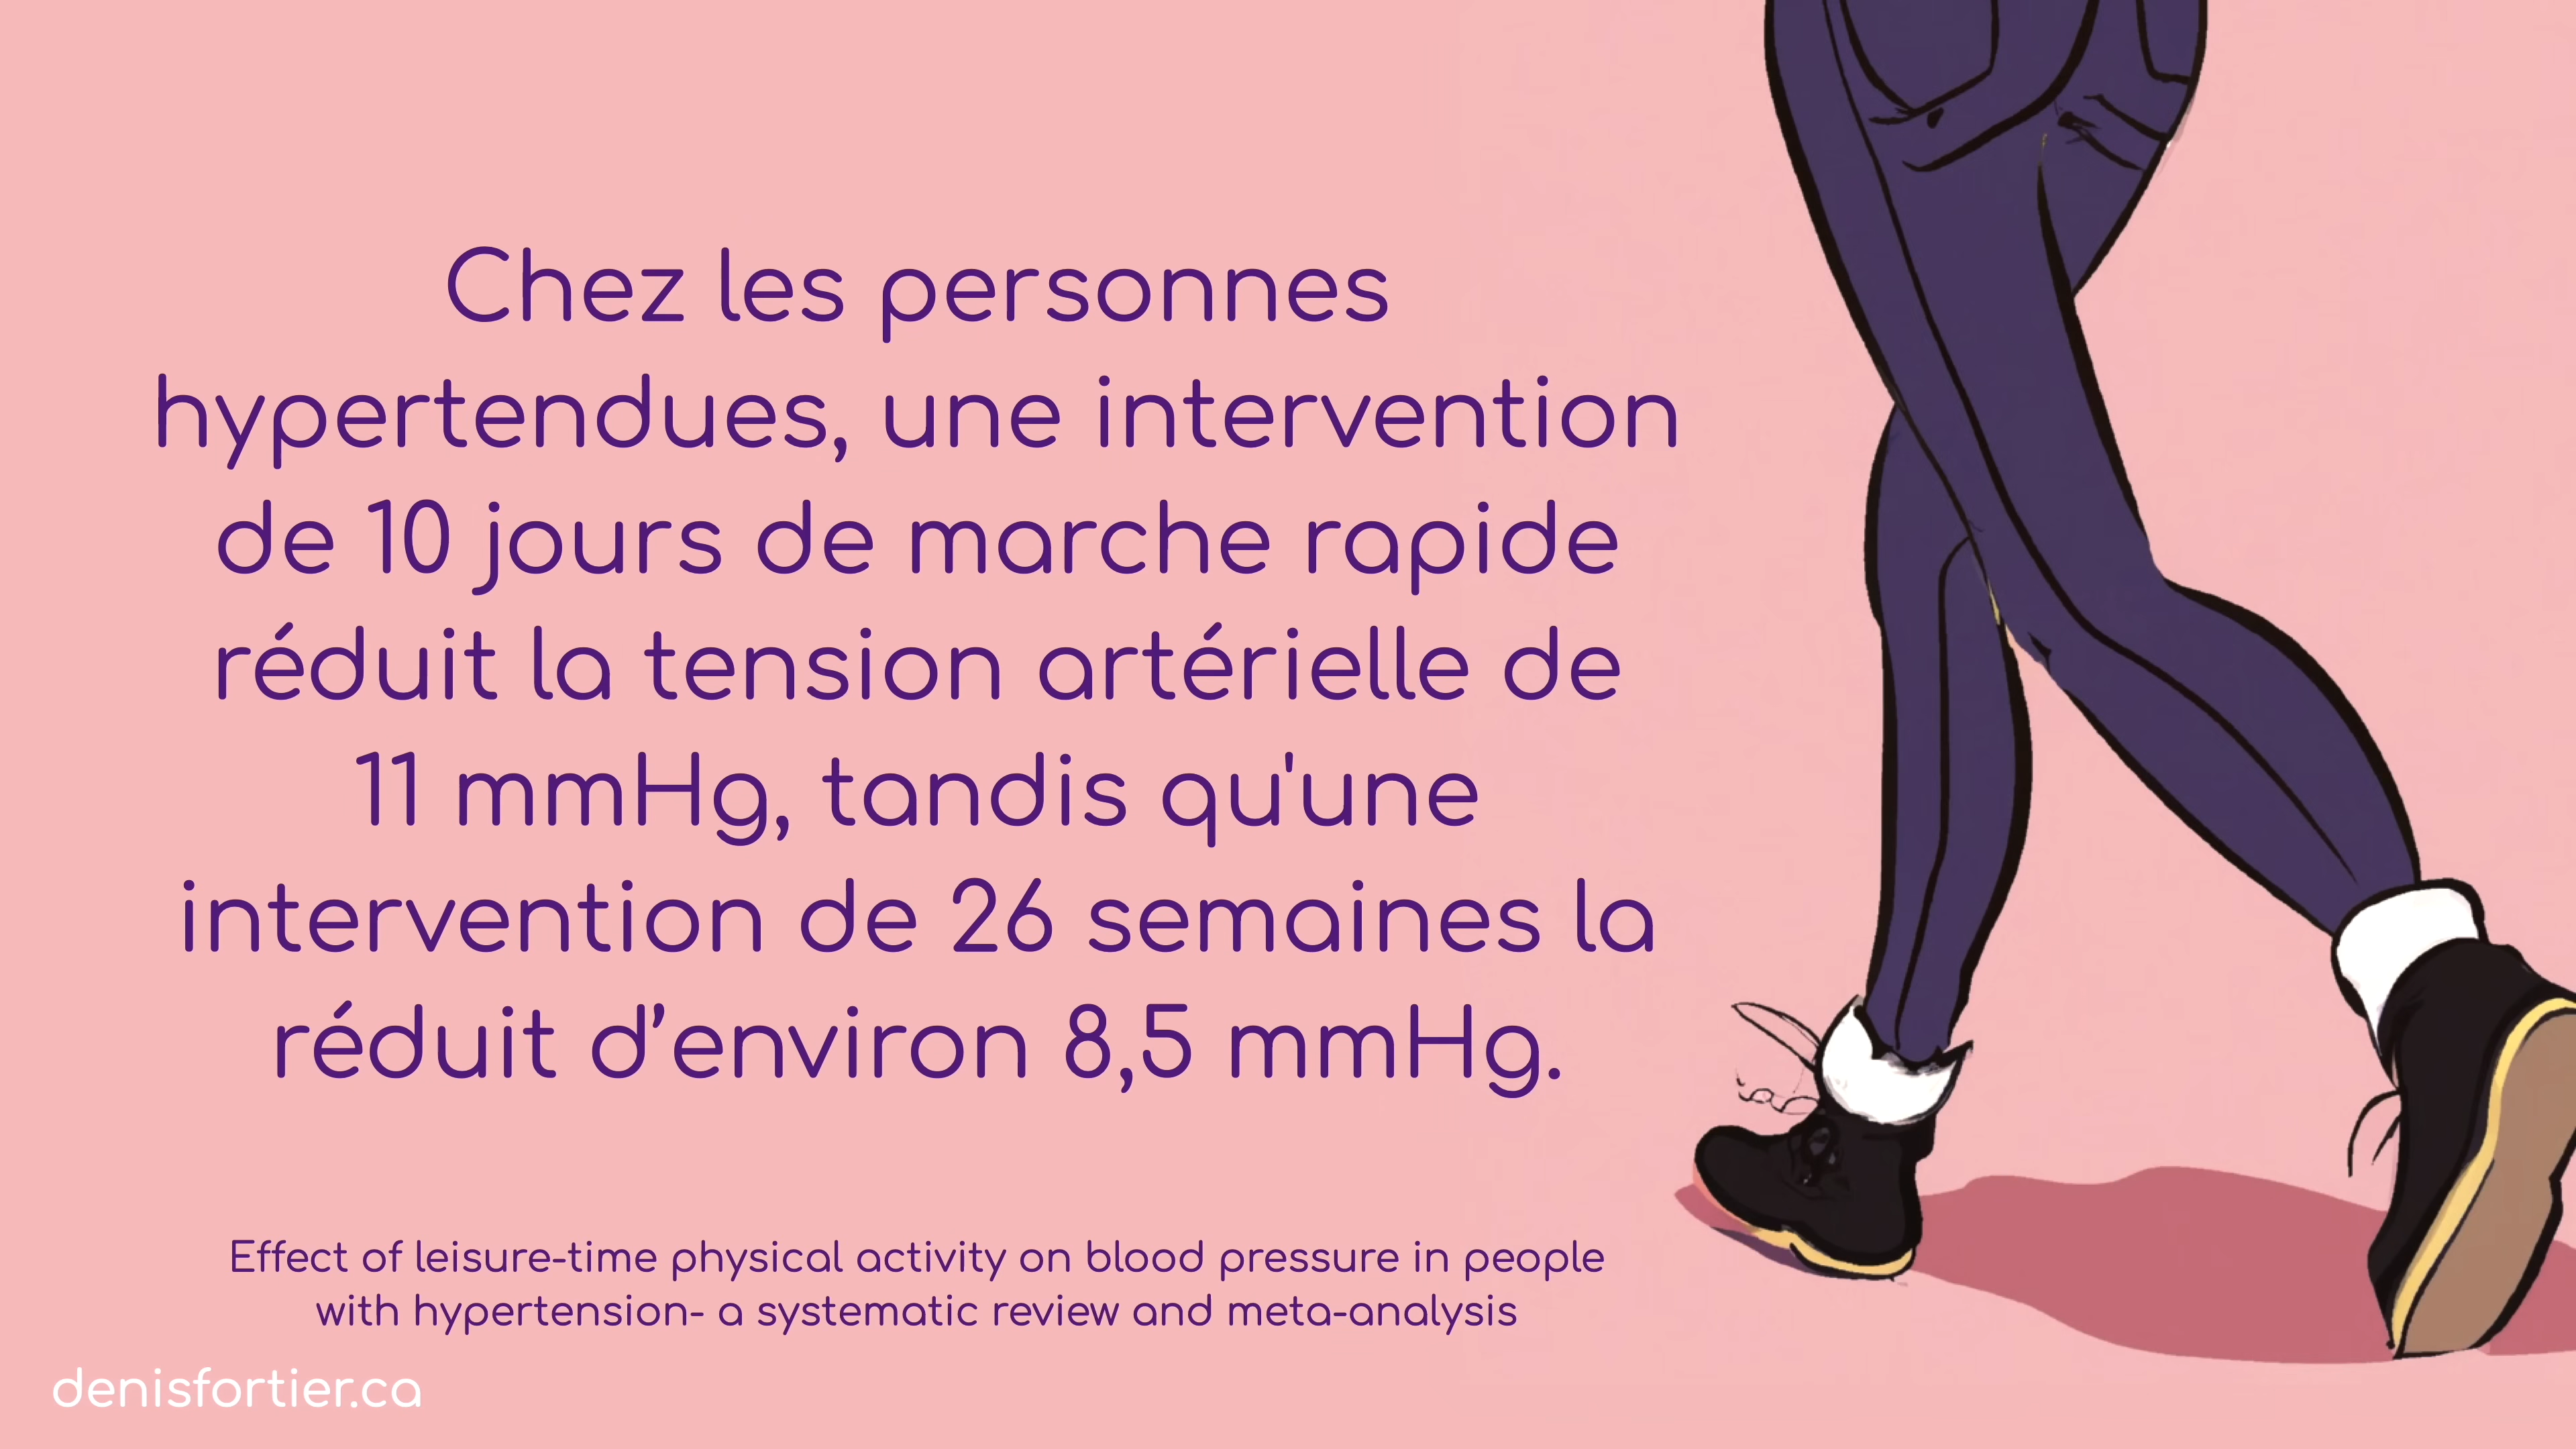 Chez les personnes
hypertendues, une intervention
de 10 jours de marche rapide
réduit la tension artérielle de
11 mmHg, tandis qu'une
intervention de 26 semaines la
réduit d’environ 8,5 mmHg.
Effect of leisure-time physical activity on blood pressure in people
with hypertension- a systematic review and meta-analysis
denisfortier.ca